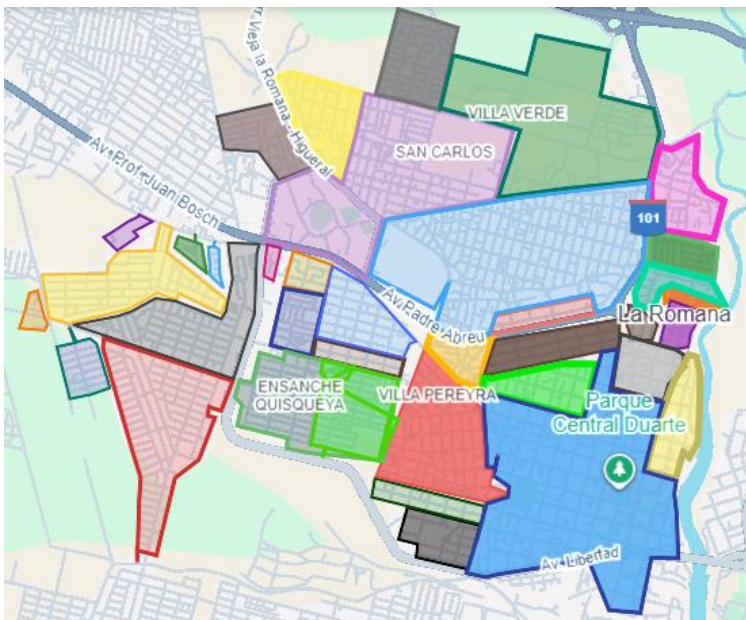 Cr. Vieja la Romana - Higueral
VILLA VERDE
SAN CARLOS
Av. Prof. Juan Bosch
101
La Romana
Av. Padre Abreu
ENSANCHE
QUISQUEYA
VILLA PEREYRA
Parque
Central Duarte
Av. Libertad